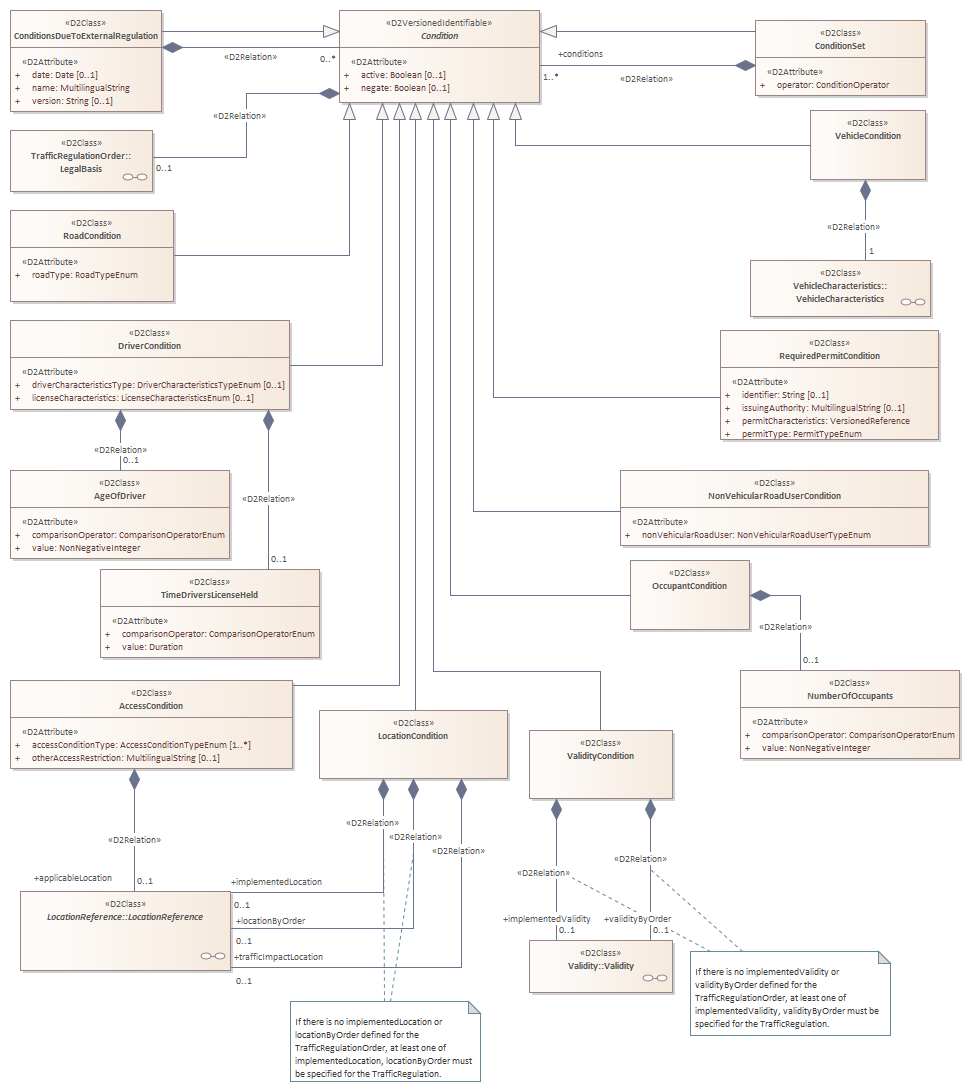 «D2Class»
ConditionsDueToExternalRegulation
«D2Attribute»
+ date: Date [0..1]
+ name: MultilingualString
+ version: String [0..1]
«D2Relation»
0..*
«D2VersionedIdentifiable»
Condition
«D2Attribute»
+ active: Boolean [0..1]
+ negate: Boolean [0..1]
+conditions
1..*
«D2Relation»
«D2Class»
ConditionSet
«D2Attribute»
+ operator: ConditionOperator
«D2Relation»
0..1
«D2Class»
TrafficRegulationOrder::
LegalBasis
«D2Class»
VehicleCondition
«D2Relation»
1
«D2Class»
VehicleCharacteristics::
VehicleCharacteristics
«D2Class»
RoadCondition
«D2Attribute»
+ roadType: RoadTypeEnum
«D2Class»
DriverCondition
«D2Attribute»
+ driverCharacteristicsType: DriverCharacteristicsTypeEnum [0..1]
+ licenseCharacteristics: LicenseCharacteristicsEnum [0..1]
«D2Class»
RequiredPermitCondition
«D2Attribute»
+ identifier: String [0..1]
+ issuingAuthority: MultilingualString [0..1]
+ permitCharacteristics: VersionedReference
+ permitType: PermitTypeEnum
«D2Relation»
0..1
«D2Class»
AgeOfDriver
«D2Attribute»
+ comparisonOperator: ComparisonOperatorEnum
+ value: NonNegativeInteger
«D2Relation»
0..1
«D2Class»
TimeDriversLicenseHeld
«D2Attribute»
+ comparisonOperator: ComparisonOperatorEnum
+ value: Duration
«D2Class»
NonVehicularRoadUserCondition
«D2Attribute»
+ nonVehicularRoadUser: NonVehicularRoadUserTypeEnum
«D2Class»
OccupantCondition
«D2Relation»
0..1
«D2Class»
NumberOfOccupants
«D2Attribute»
+ comparisonOperator: ComparisonOperatorEnum
+ value: NonNegativeInteger
«D2Class»
AccessCondition
«D2Attribute»
+ accessConditionType: AccessConditionTypeEnum [1..*]
+ otherAccessRestriction: MultilingualString [0..1]
«D2Class»
LocationCondition
«D2Class»
ValidityCondition
«D2Relation»
+applicableLocation
0..1
«D2Relation»
«D2Relation»
«D2Relation»
+implementedLocation
0..1
+locationByOrder
0..1
+trafficImpactLocation
0..1
«D2Class»
LocationReference::LocationReference
«D2Relation»
«D2Relation»
+implementedValidity
0..1
+validityByOrder
0..1
«D2Class»
Validity::Validity
If there is no implementedLocation or
locationByOrder defined for the
TrafficRegulationOrder, at least one of
implementedLocation, locationByOrder must
be specified for the TrafficRegulation.
If there is no implementedValidity or
validityByOrder defined for the
TrafficRegulationOrder, at least one of
implementedValidity, validityByOrder must be
specified for the TrafficRegulation.